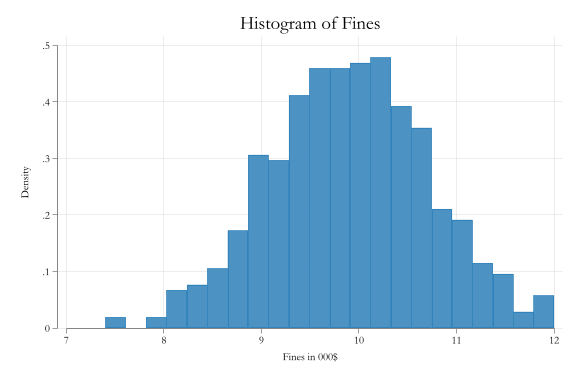 Histogram of Fines
.5
.4
.3
.2
.1
0
Density
7 8 9 10 11 12
Fines in 000$